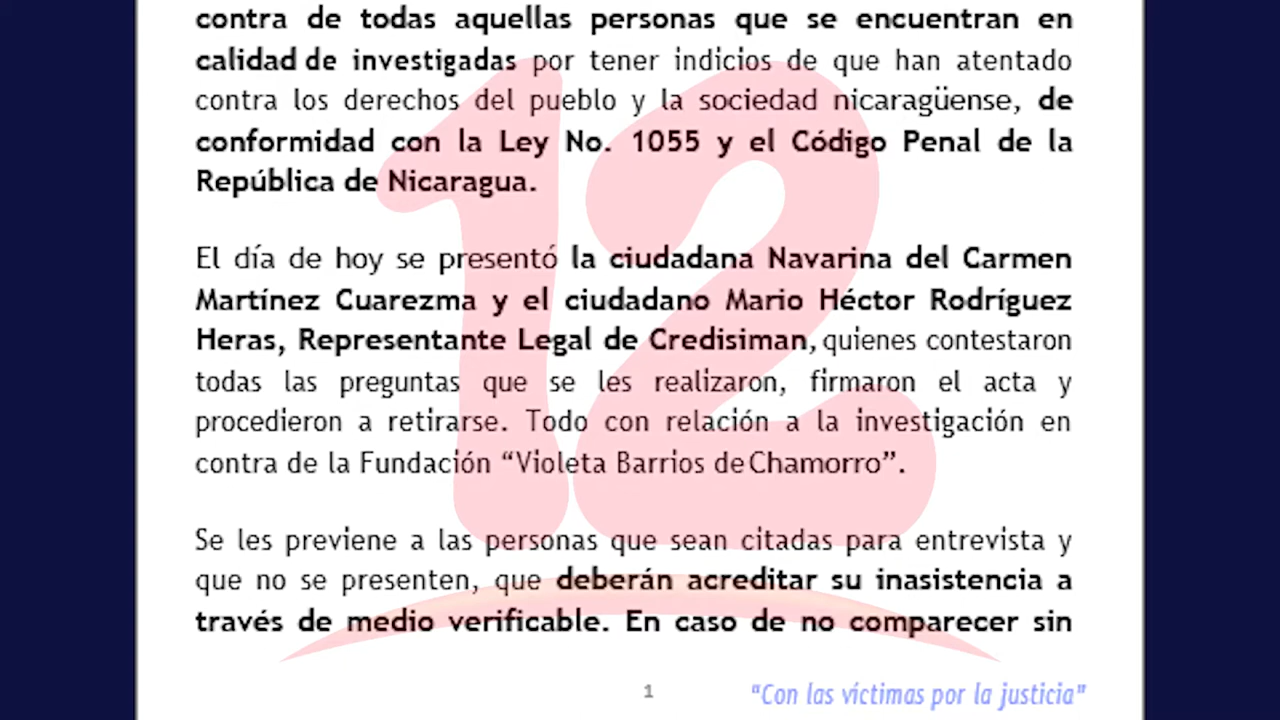 contra de todas aquellas personas que se encuentran en
calidad de investigadas por tener indicios de que han atentado
contra los derechos del pueblo y la sociedad nicaragüense, de
conformidad con la Ley No. 1055 y el Código Penal de la
República de Nicaragua.
El día de hoy se presentó la ciudadana Navarina del Carmen
Martínez Cuarezma y el ciudadano Mario Héctor Rodríguez
Heras, Representante Legal de Credisiman, quienes contestaron
todas las preguntas que se les realizaron, firmaron el acta y
procedieron a retirarse. Todo con relación a la investigación en
contra de la Fundación “Violeta Barrios de Chamorro”.
Se les previene a las personas que sean citadas para entrevista y
que no se presenten, que deberán acreditar su inasistencia a
través de medio verificable. En caso de no comparecer sin
1
"Con las víctimas por la justicia"
12